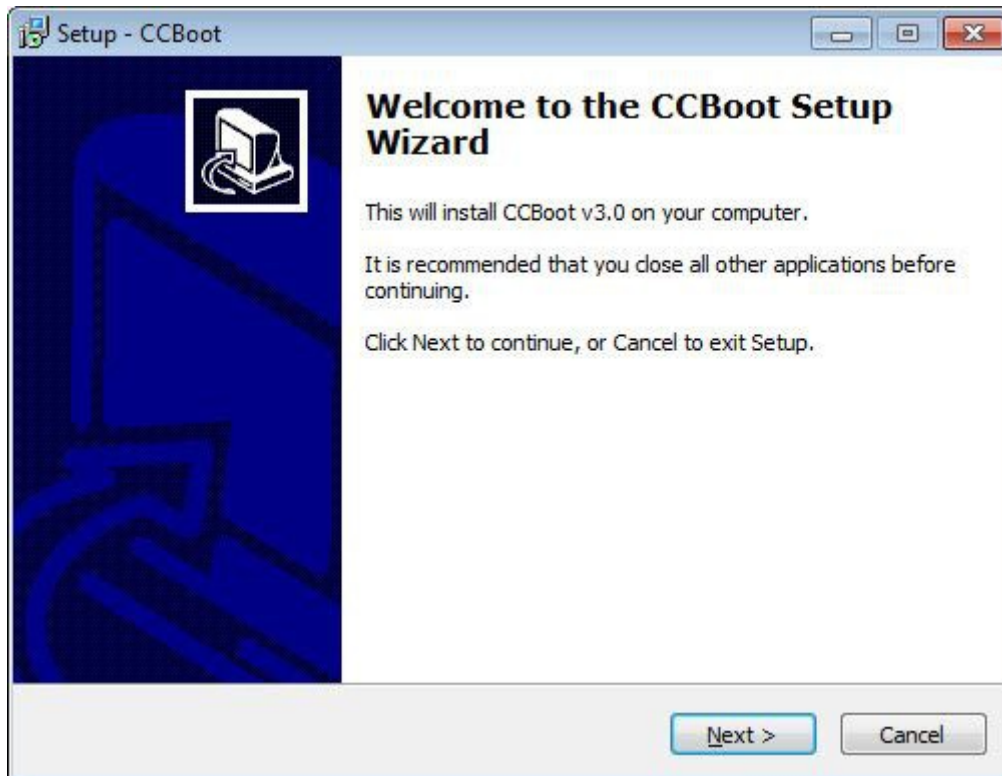 Setup - CCBoot
Welcome to the CCBoot Setup
Wizard
This will install CCBoot v3.0 on your computer.
It is recommended that you close all other applications before
continuing.
Click Next to continue, or Cancel to exit Setup.
Next >
Cancel